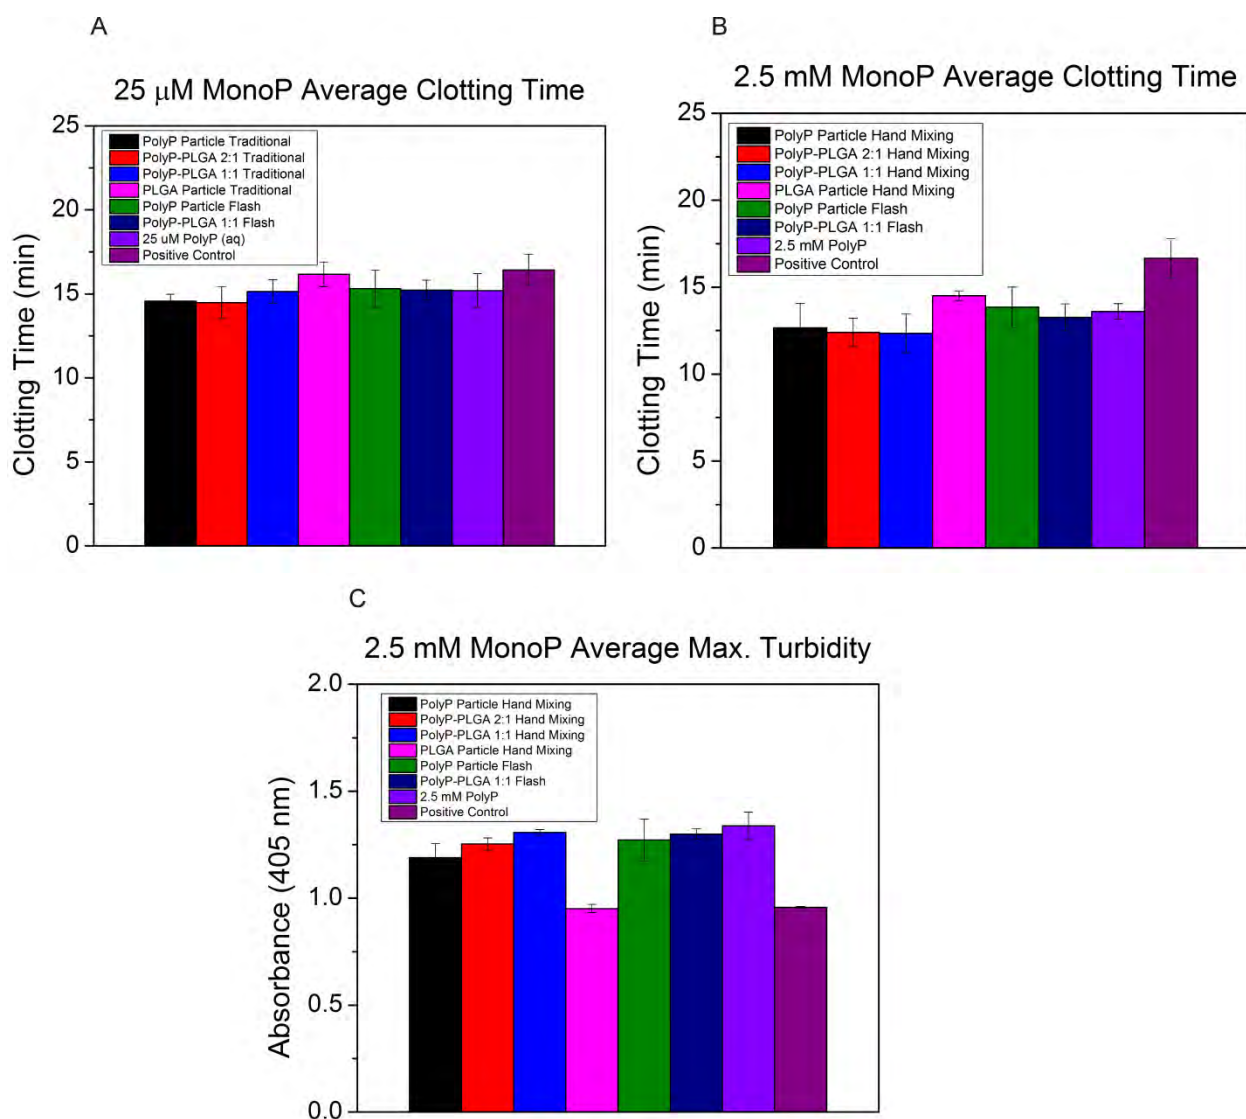 A
25 μM MonoP Average Clotting Time
25
20
15
10
5
0
Clotting Time (min)
PolyP Particle Traditional
PolyP-PLGA 2:1 Traditional
PolyP-PLGA 1:1 Traditional
PLGA Particle Traditional
PolyP Particle Flash
PolyP-PLGA 1:1 Flash
25 uM PolyP (aq)
Positive Control
B
2.5 mM MonoP Average Clotting Time
25
20
15
10
5
0
Clotting Time (min)
PolyP Particle Hand Mixing
PolyP-PLGA 2:1 Hand Mixing
PolyP-PLGA 1:1 Hand Mixing
PLGA Particle Hand Mixing
PolyP Particle Flash
PolyP-PLGA 1:1 Flash
2.5 mM PolyP
Positive Control
C
2.5 mM MonoP Average Max. Turbidity
2.0
1.5
1.0
0.5
0.0
Absorbance (405 nm)
PolyP Particle Hand Mixing
PolyP-PLGA 2:1 Hand Mixing
PolyP-PLGA 1:1 Hand Mixing
PLGA Particle Hand Mixing
PolyP Particle Flash
PolyP-PLGA 1:1 Flash
2.5 mM PolyP
Positive Control